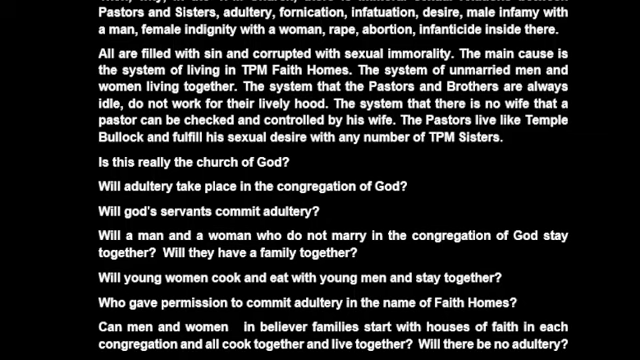 Pastors and Sisters, adultery, fornication, infatuation, desire, male infamy with
a man, female indignity with a woman, rape, abortion, infanticide inside there.
All are filled with sin and corrupted with sexual immorality. The main cause is
the system of living in TPM Faith Homes. The system of unmarried men and
women living together. The system that the Pastors and Brothers are always
idle, do not work for their lively hood. The system that there is no wife that a
pastor can be checked and controlled by his wife. The Pastors live like Temple
Bullock and fulfill his sexual desire with any number of TPM Sisters.
Is this really the church of God?
Will adultery take place in the congregation of God?
Will god's servants commit adultery?
Will a man and a woman who do not marry in the congregation of God stay
together? Will they have a family together?
Will young women cook and eat with young men and stay together?
Who gave permission to commit adultery in the name of Faith Homes?
Can men and women in believer families start with houses of faith in each
congregation and all cook together and live together? Will there be no adultery?